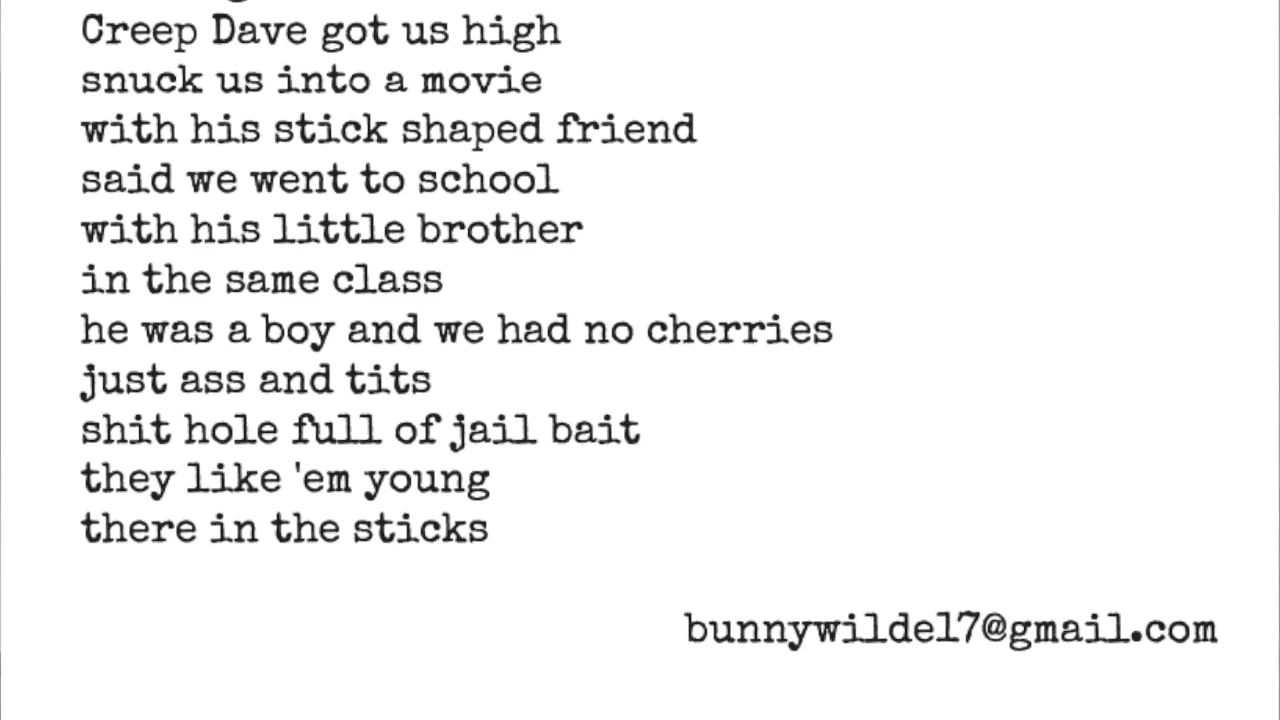 Creep Dave got us high
snuck us into a movie
with his stick shaped friend
said we went to school
with his little brother
in the same class
he was a boy and we had no cherries
just ass and tits
shit hole full of jail bait
they like 'em young
there in the sticks
bunnywilde17@gmail.com